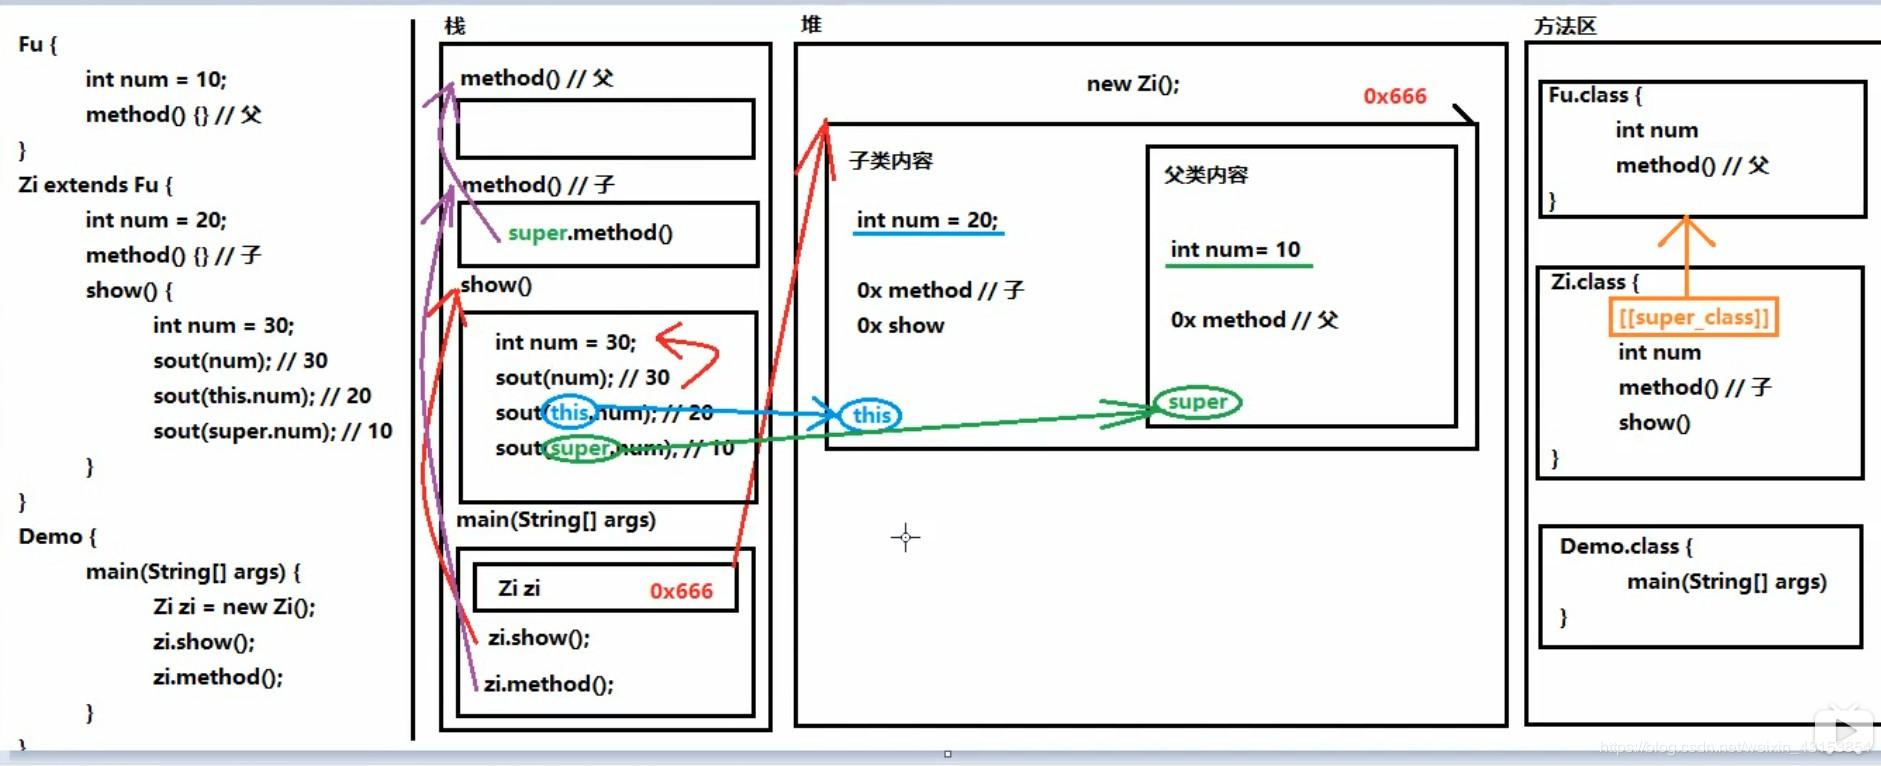 Fu {
int num = 10;
method() {} // 父
}
Zi extends Fu {
int num = 20;
method() {} // 子
show() {
int num = 30;
sout(num); // 30
sout(this.num); // 20
sout(super.num); // 10
}
}
Demo {
main(String[] args) {
Zi zi = new Zi();
zi.show();
zi.method();
}
}
栈
method() // 父
method() // 子
super.method()
show()
int num = 30;
sout(num); // 30
sout(this.num); // 20
sout(super.num); // 10
main(String[] args)
Zi zi 0x666
zi.show();
zi.method();
堆
new Zi();
0x666
子类内容
int num = 20;
0x method // 子
0x show
this
父类内容
int num= 10
0x method // 父
super
方法区
Fu.class {
int num
method() // 父
}
Zi.class {
[[super_class]]
int num
method() // 子
show()
}
Demo.class {
main(String[] args)
}